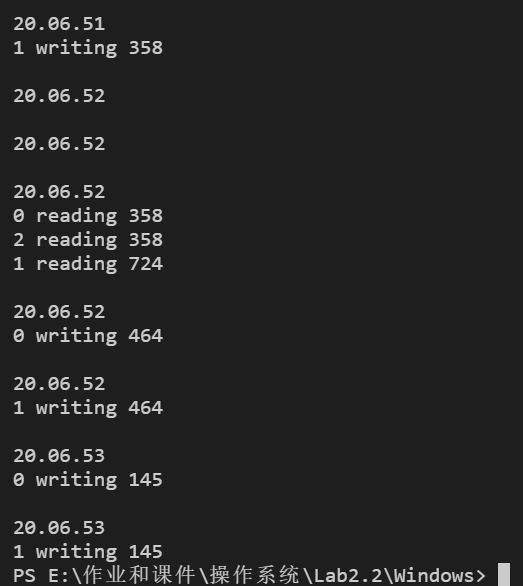 20.06.51
1 writing 358
20.06.52
20.06.52
20.06.52
0 reading 358
2 reading 358
1 reading 724
20.06.52
0 writing 464
20.06.52
1 writing 464
20.06.53
0 writing 145
20.06.53
1 writing 145
PS E:\作业和课件\操作系统\Lab2.2\Windows>